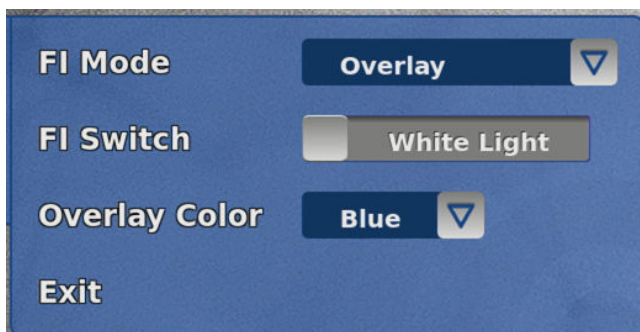 FI Mode Overlay
FI Switch White Light
Overlay Color Blue
Exit